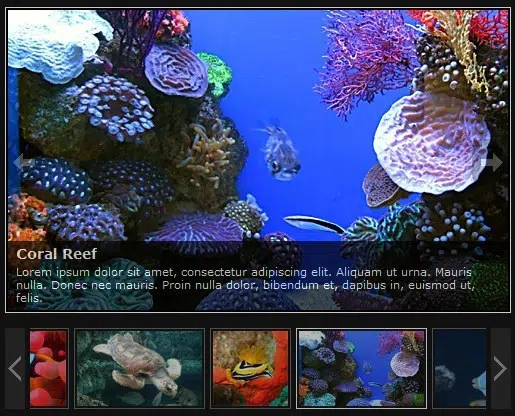 Coral Reef
Lorem ipsum dolor sit amet, consectetur adipiscing elit. Aliquam ut urna. Mauris
nulla. Donec nec mauris. Proin nulla dolor, bibendum et, dapibus in, euismod ut,
felis.